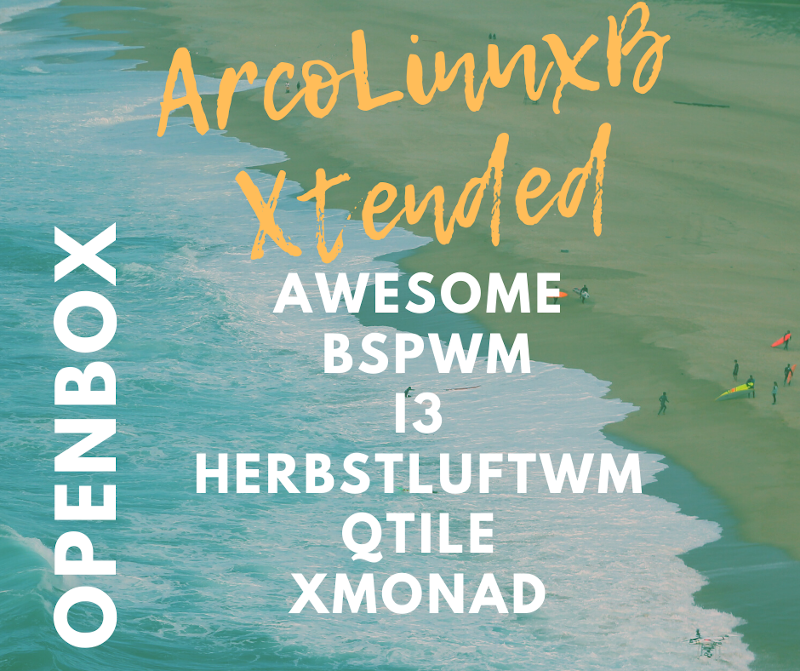 ArcoLinuxB
Xtended
AWESOME
BSPWM
I3
HERBSTLUFTWM
QTILE
XMONAD
OPENBOX